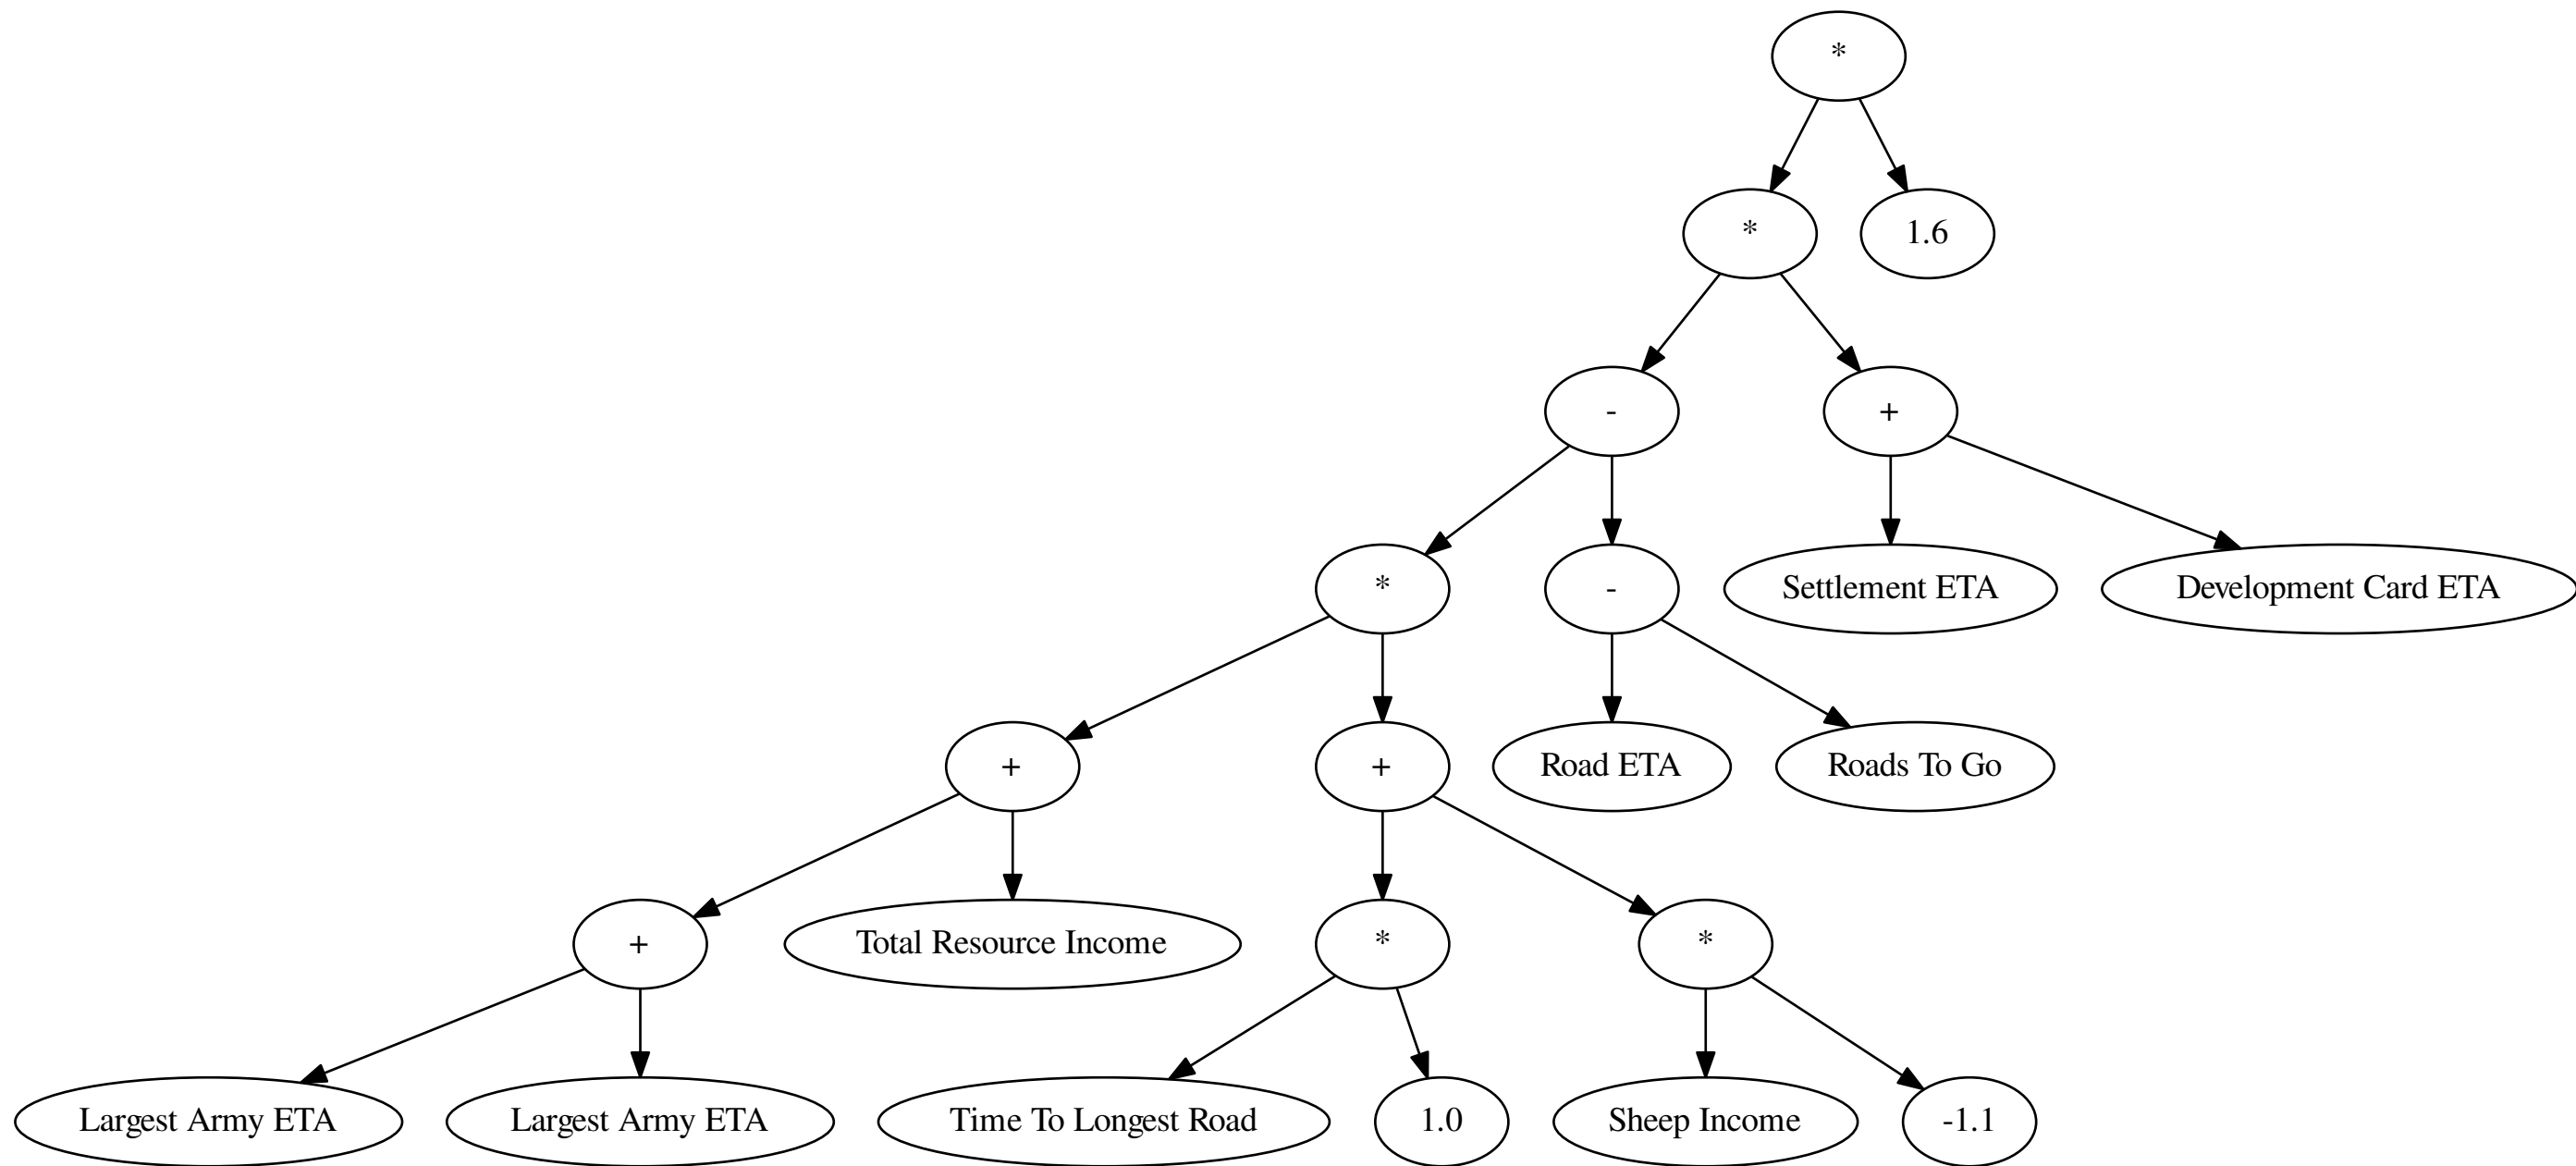 *
*
1.6
-
+
*
-
Settlement ETA
Development Card ETA
+
+
Road ETA
Roads To Go
+
Total Resource Income
*
*
Largest Army ETA
Largest Army ETA
Time To Longest Road
1.0
Sheep Income
-1.1